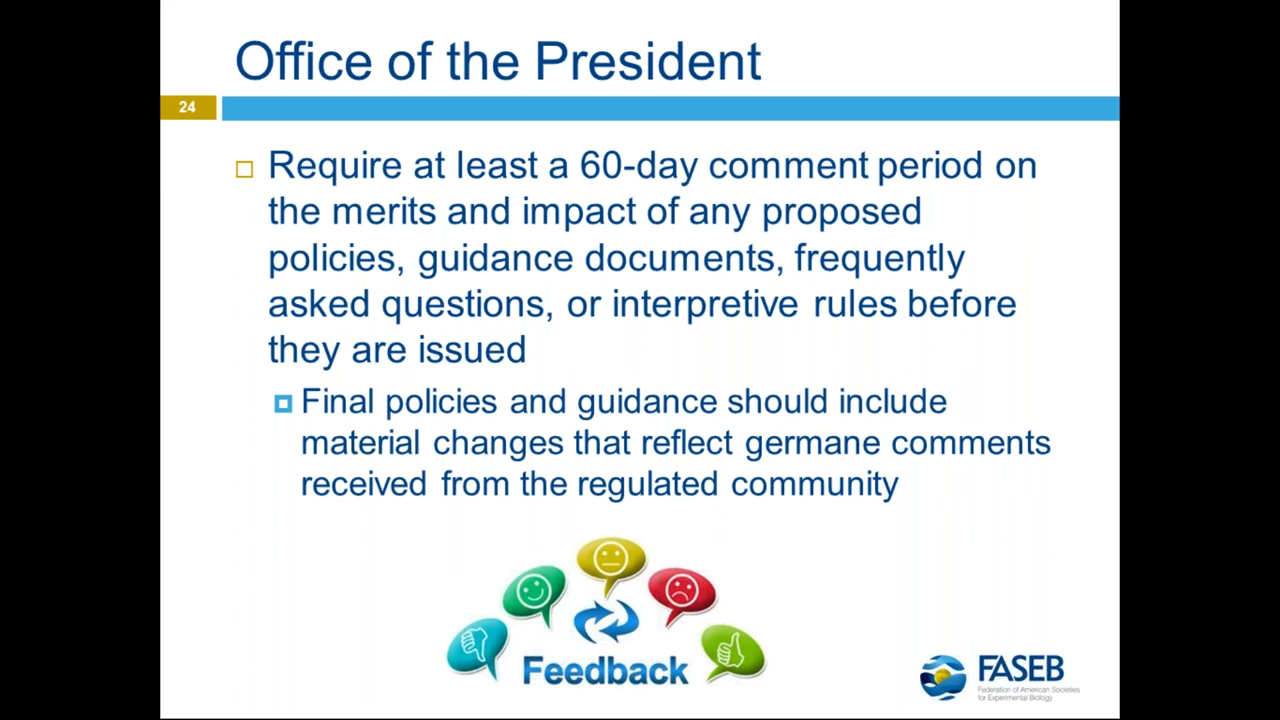 Office of the President
24
Require at least a 60-day comment period on
the merits and impact of any proposed
policies, guidance documents, frequently
asked questions, or interpretive rules before
they are issued
Final policies and guidance should include
material changes that reflect germane comments
received from the regulated community
Feedback
FASEB
Federation of American Societies
for Experimental Biology